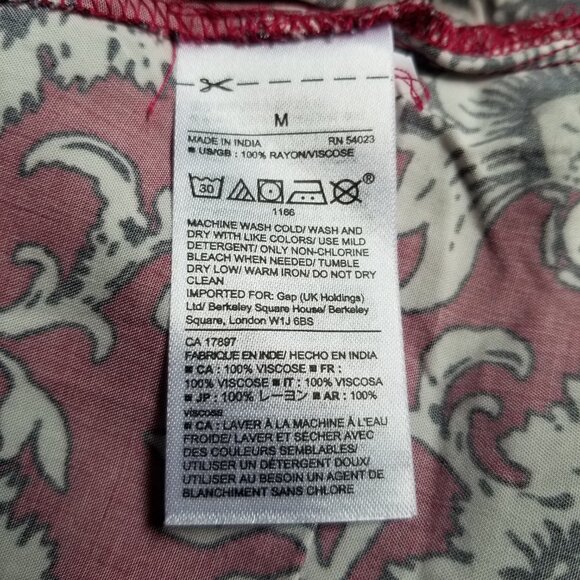 M
MADE IN INDIA RN 54023
■ US/GB : 100% RAYON/VISCOSE
30 ®
1166
MACHINE WASH COLD/ WASH AND
DRY WITH LIKE COLORS/ USE MILD
DETERGENT/ ONLY NON-CHLORINE
BLEACH WHEN NEEDED/ TUMBLE
DRY LOW/ WARM IRON/ DO NOT DRY
CLEAN
IMPORTED FOR: Gap (UK Holdings)
Ltd/ Berkeley Square House/ Berkeley
Square, London W1J 6BS
CA 17897
FABRIQUE EN INDE/ HECHO EN INDIA
■ CA : 100% VISCOSE ■ FR :
100% VISCOSE ■ IT : 100% VISCOSA
■ JP : 100% レーヨン ■ AR : 100%
viscose
■ CA : LAVER À LA MACHINE À L'EAU
FROIDE/ LAVER ET SÉCHER AVEC
DES COULEURS SEMBLABLES/
UTILISER UN DÉTERGENT DOUX/
UTILISER AU BESOIN UN AGENT DE
BLANCHIMENT SANS CHLORE